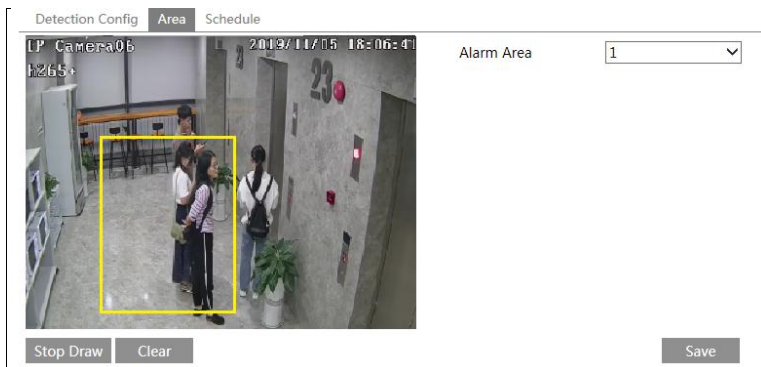 Detection Config Area Schedule
IP Camera06 2019/11/05 18:06:41
h265+
23
Alarm Area 1
Stop Draw Clear Save